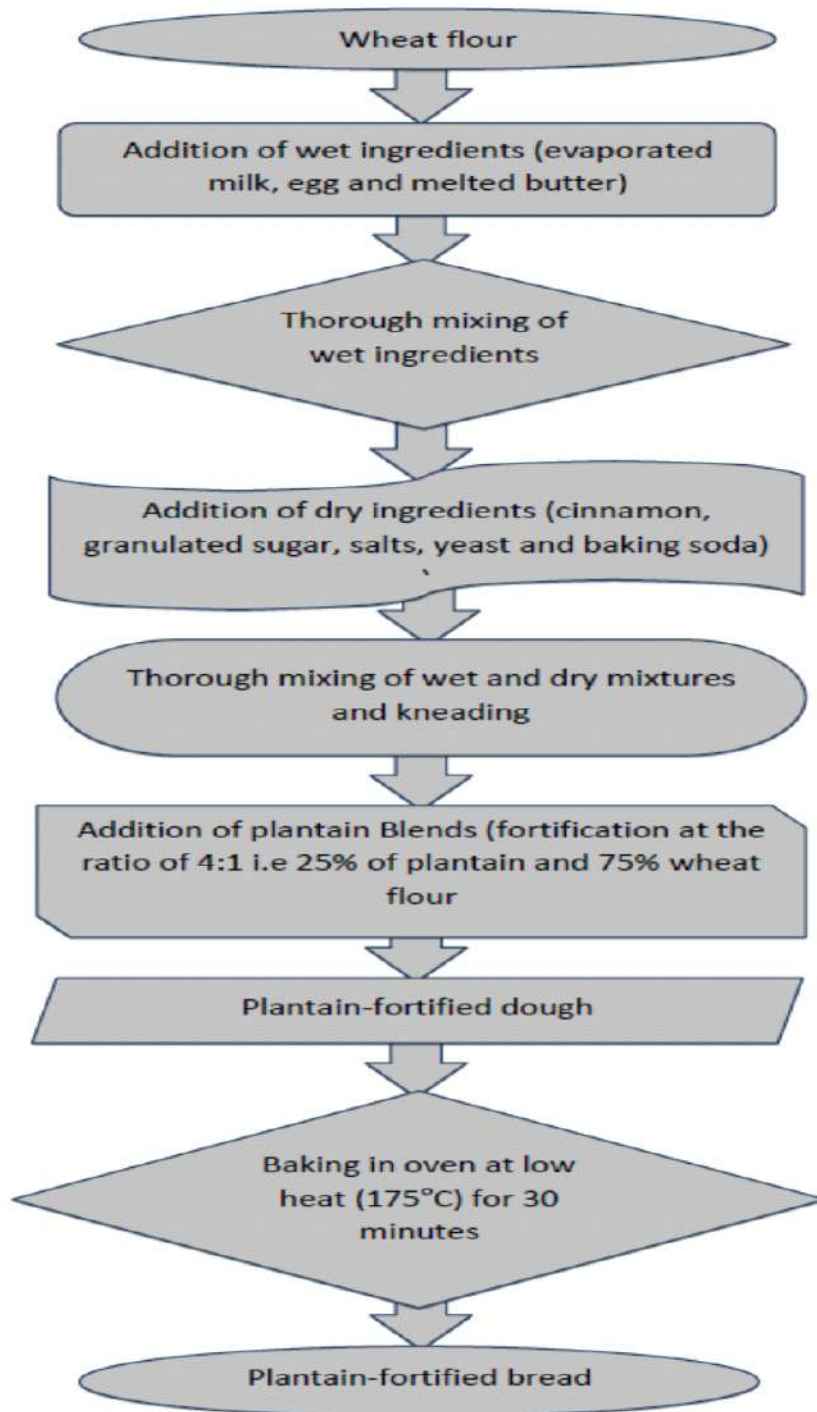 Wheat flour
Addition of wet ingredients (evaporated
milk, egg and melted butter)
Thorough mixing of
wet ingredients
Addition of dry ingredients (cinnamon,
granulated sugar, salts, yeast and baking soda)
Thorough mixing of wet and dry mixtures
and kneading
Addition of plantain Blends (fortification at the
ratio of 4:1 i.e 25% of plantain and 75% wheat
flour
Plantain-fortified dough
Baking in oven at low
heat (175°C) for 30
minutes
Plantain-fortified bread